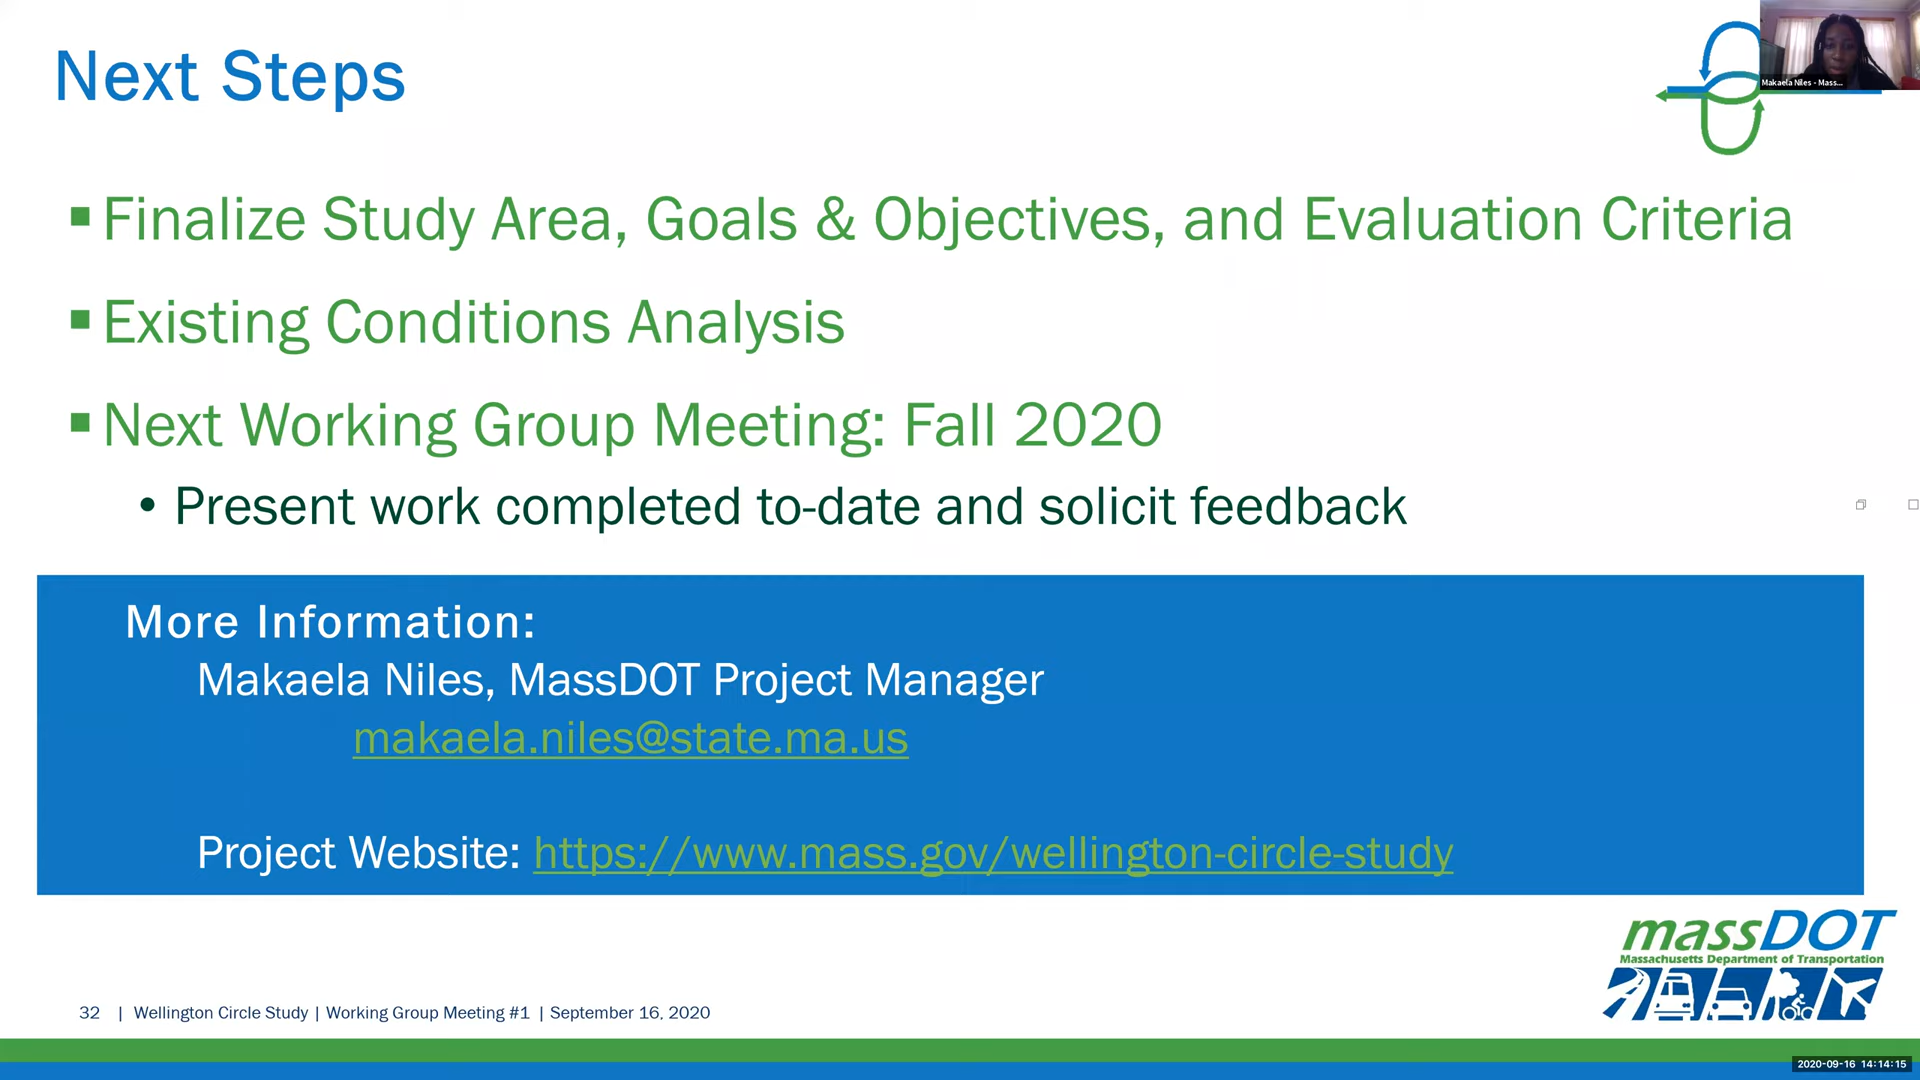 Next Steps
Makaela Niles - Mass...
▪ Finalize Study Area, Goals & Objectives, and Evaluation Criteria
▪ Existing Conditions Analysis
▪ Next Working Group Meeting: Fall 2020
• Present work completed to-date and solicit feedback
More Information:
Makaela Niles, MassDOT Project Manager
makaela.niles@state.ma.us
Project Website: https://www.mass.gov/wellington-circle-study
massDOT
Massachusetts Department of Transportation
32 | Wellington Circle Study | Working Group Meeting #1 | September 16, 2020
2020-09-16 14:14:15